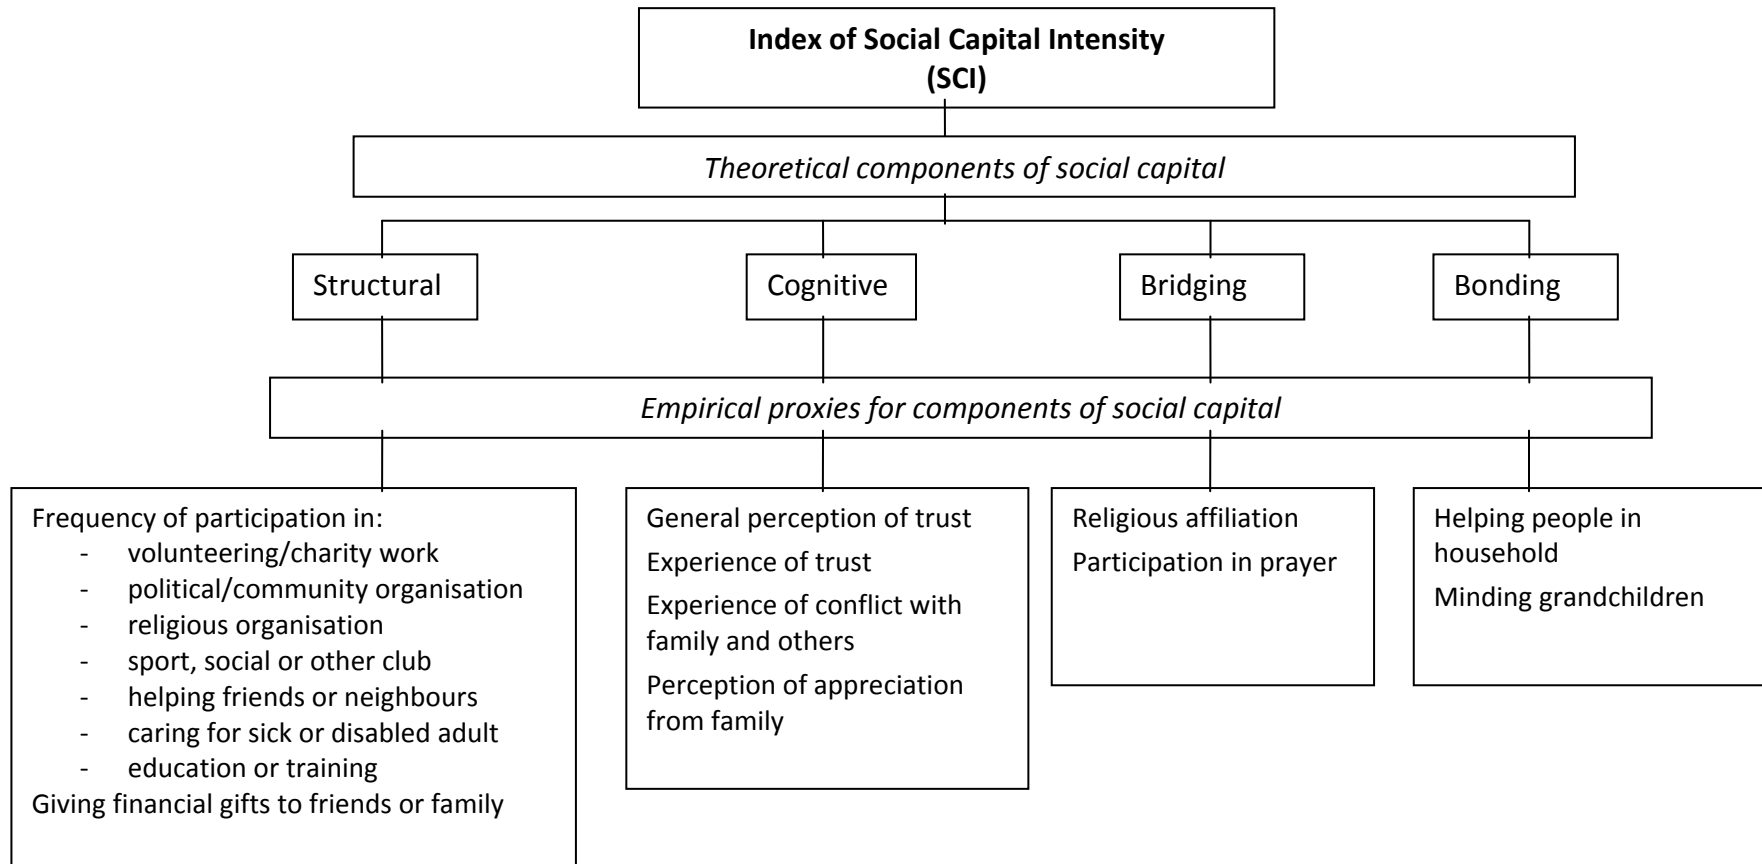 Index of Social Capital Intensity
(SCI)
Theoretical components of social capital
Structural
Cognitive
Bridging
Bonding
Empirical proxies for components of social capital
Frequency of participation in:
- volunteering/charity work
- political/community organisation
- religious organisation
- sport, social or other club
- helping friends or neighbours
- caring for sick or disabled adult
- education or training
Giving financial gifts to friends or family
General perception of trust
Experience of trust
Experience of conflict with
family and others
Perception of appreciation
from family
Religious affiliation
Participation in prayer
Helping people in
household
Minding grandchildren